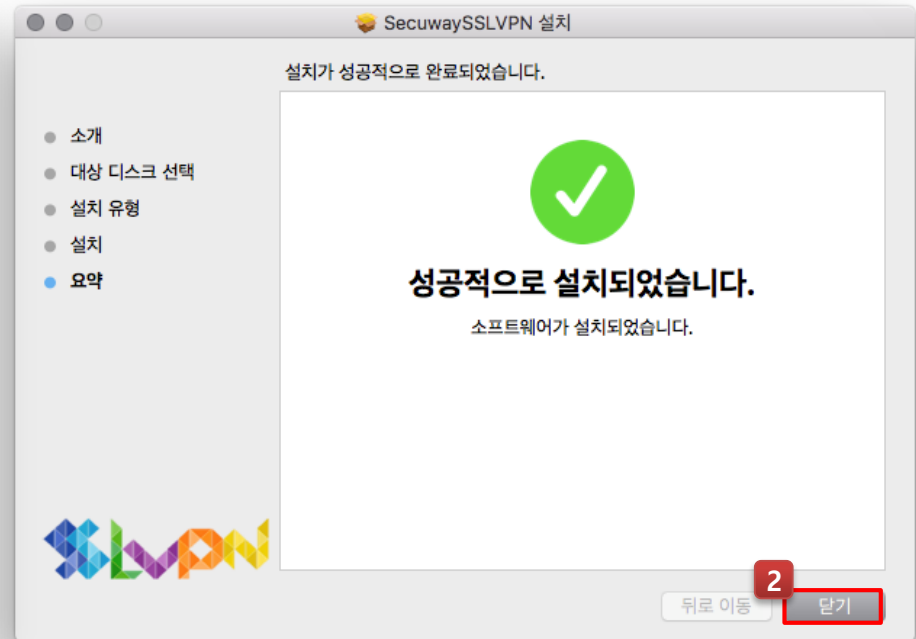 SecuwaySSLVPN 설치
설치가 성공적으로 완료되었습니다.
소개
대상 디스크 선택
설치 유형
설치
요약
성공적으로 설치되었습니다.
소프트웨어가 설치되었습니다.
SSLVPN
2
뒤로 이동
닫기